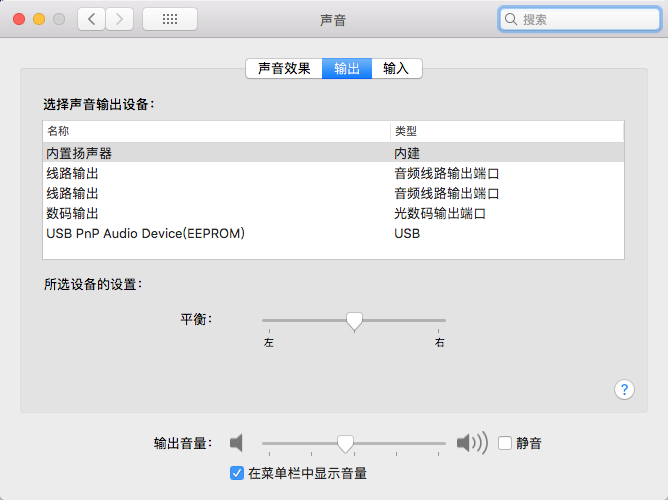 声音
搜索
声音效果 输出 输入
选择声音输出设备：
名称 类型
内置扬声器 内建
线路输出 音频线路输出端口
线路输出 音频线路输出端口
数码输出 光数码输出端口
USB PnP Audio Device(EEPROM) USB
所选设备的设置：
平衡：
左 右
?
输出音量： 静音
在菜单栏中显示音量